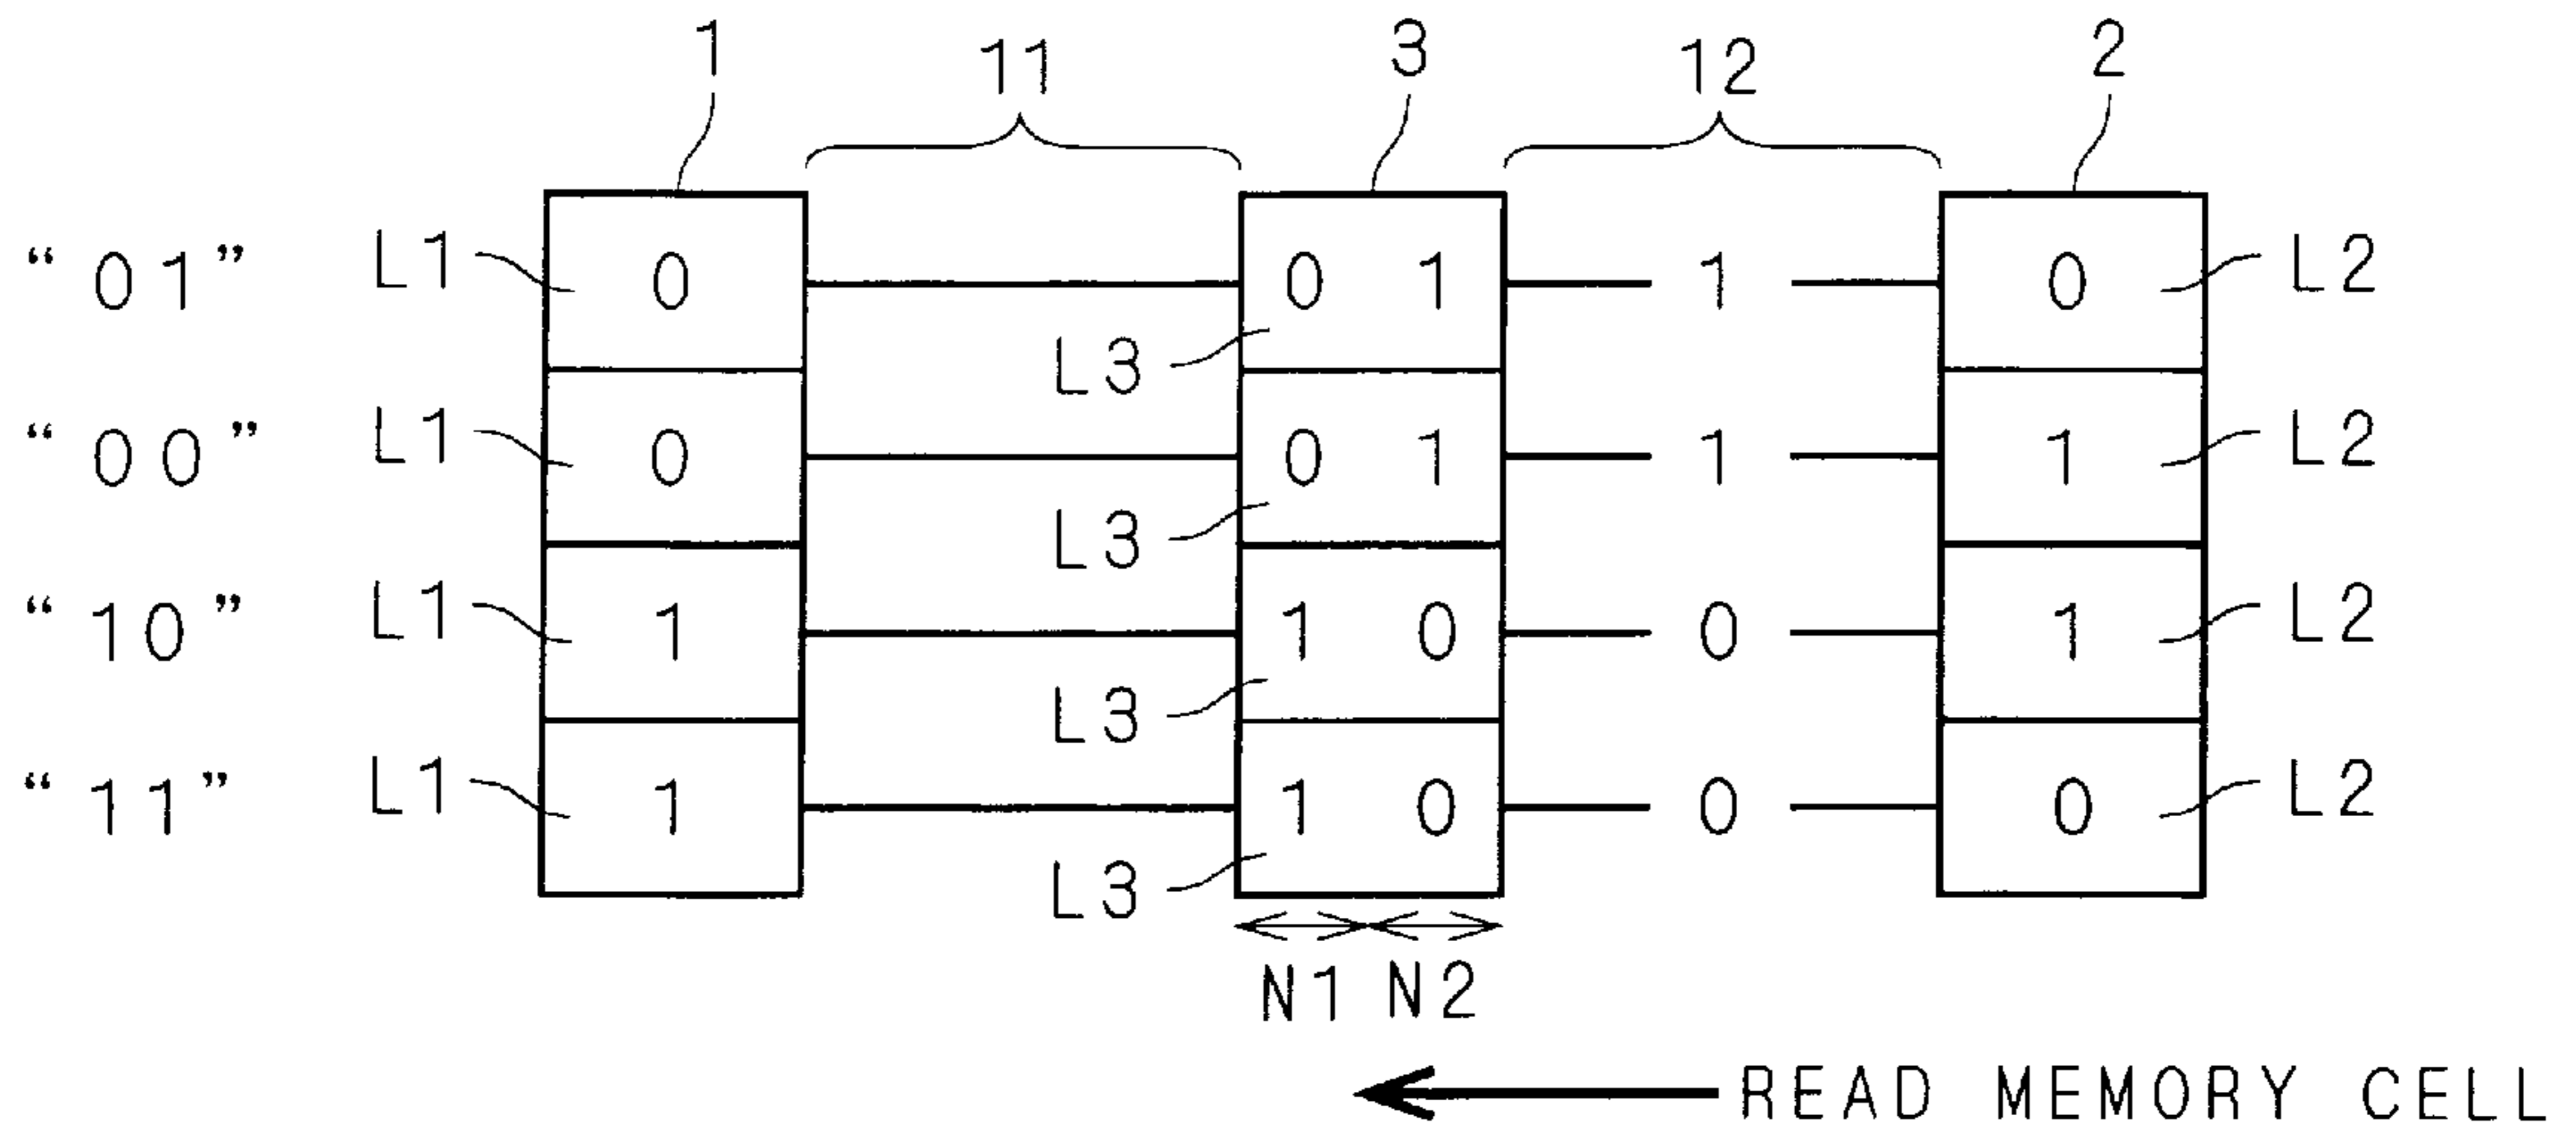 1 11 3 12 2
“01” L1 0 0 1 1 0 L2
L3
“00” L1 0 0 1 1 1 L2
L3
“10” L1 1 1 0 0 1 L2
L3
“11” L1 1 1 0 0 0 L2
L3
N1 N2
READ MEMORY CELL